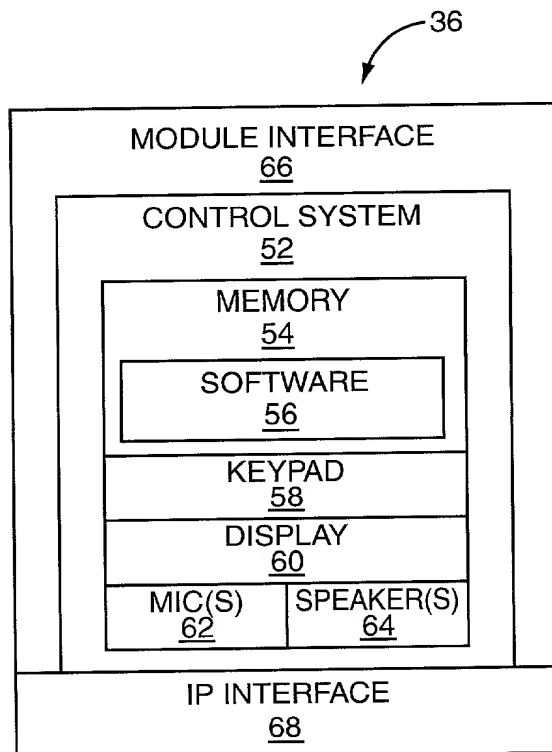 36
MODULE INTERFACE
66
CONTROL SYSTEM
52
MEMORY
54
SOFTWARE
56
KEYPAD
58
DISPLAY
60
MIC(S) SPEAKER(S)
62 64
IP INTERFACE
68